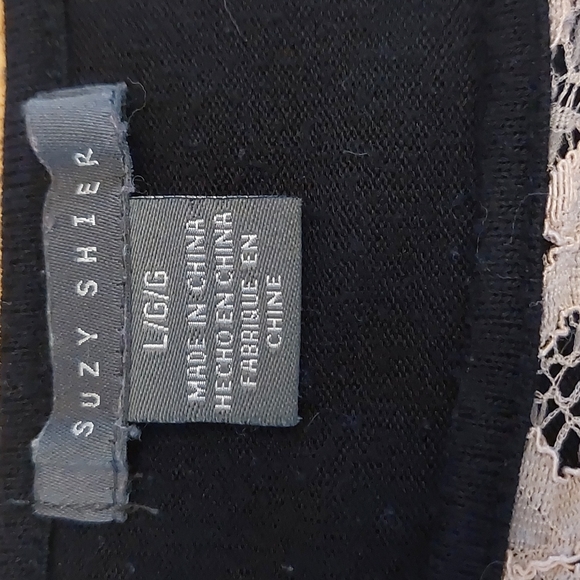 SUZY SHIER
L/G/G
MADE IN CHINA
HECHO EN CHINA
FABRIQUE EN
CHINE